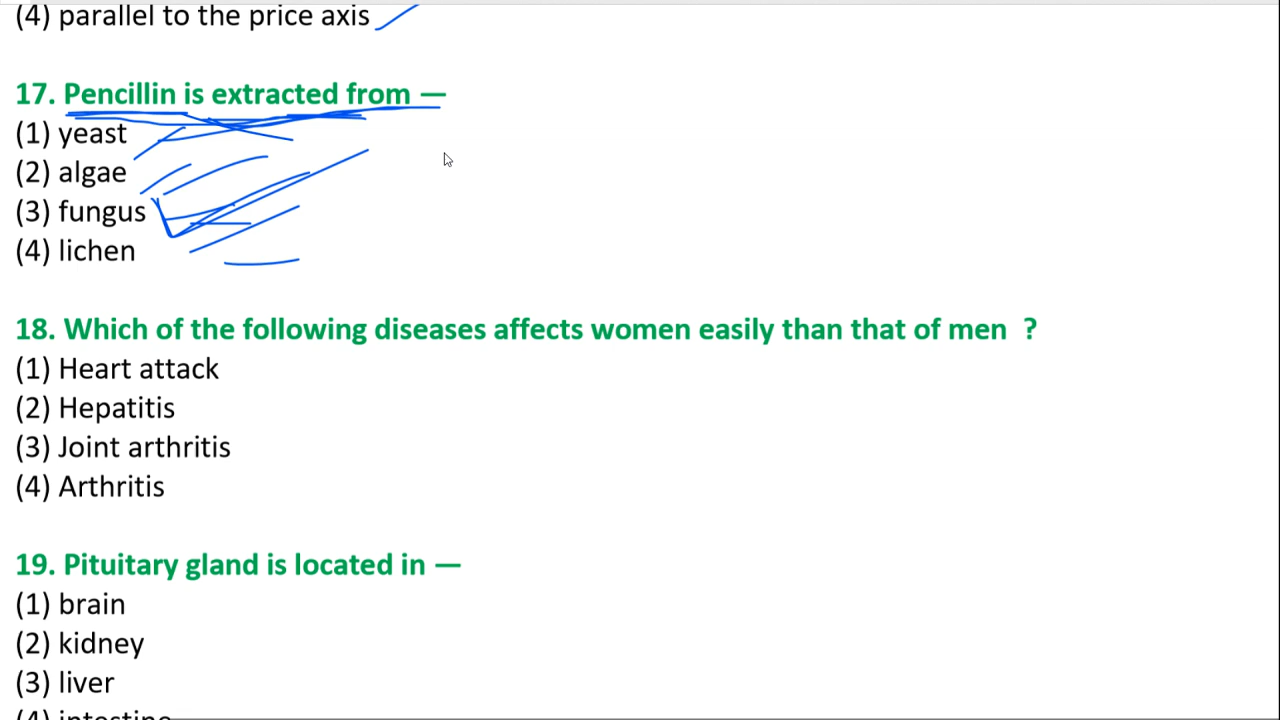 (4) parallel to the price axis
17. Pencillin is extracted from —
(1) yeast
(2) algae
(3) fungus
(4) lichen
18. Which of the following diseases affects women easily than that of men ?
(1) Heart attack
(2) Hepatitis
(3) Joint arthritis
(4) Arthritis
19. Pituitary gland is located in —
(1) brain
(2) kidney
(3) liver
(4) intestine